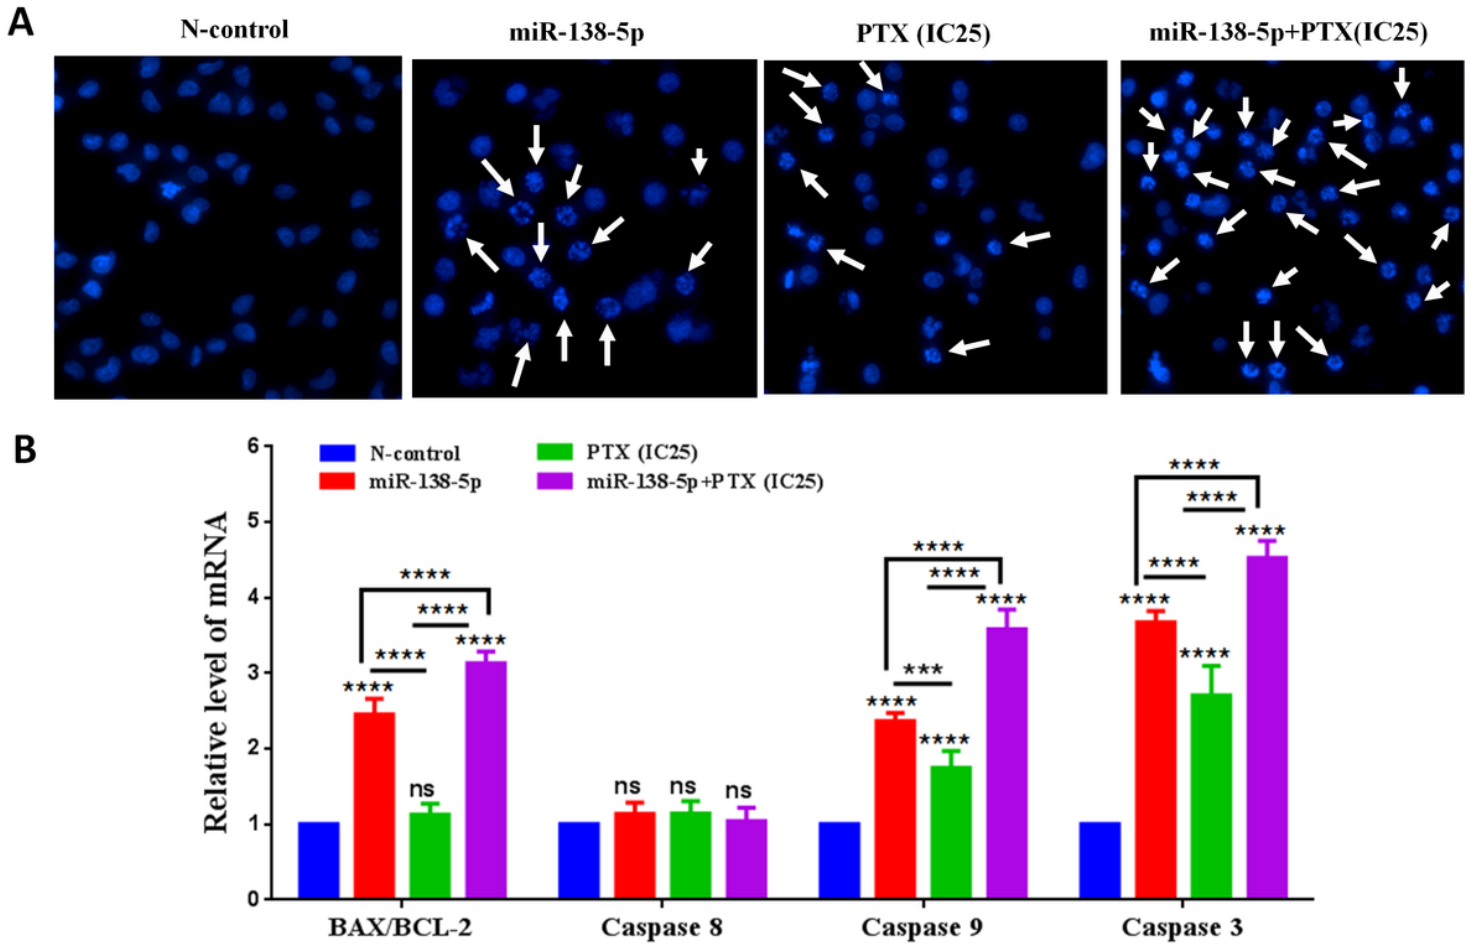 A
N-control
miR-138-5p
PTX (IC25)
miR-138-5p+PTX(IC25)
B
Relative level of mRNA
6
5
4
3
2
1
0
N-control
miR-138-5p
PTX (IC25)
miR-138-5p+PTX (IC25)
****
****
****
****
ns
****
ns
ns
ns
****
****
****
***
****
****
****
****
****
****
****
****
BAX/BCL-2
Caspase 8
Caspase 9
Caspase 3